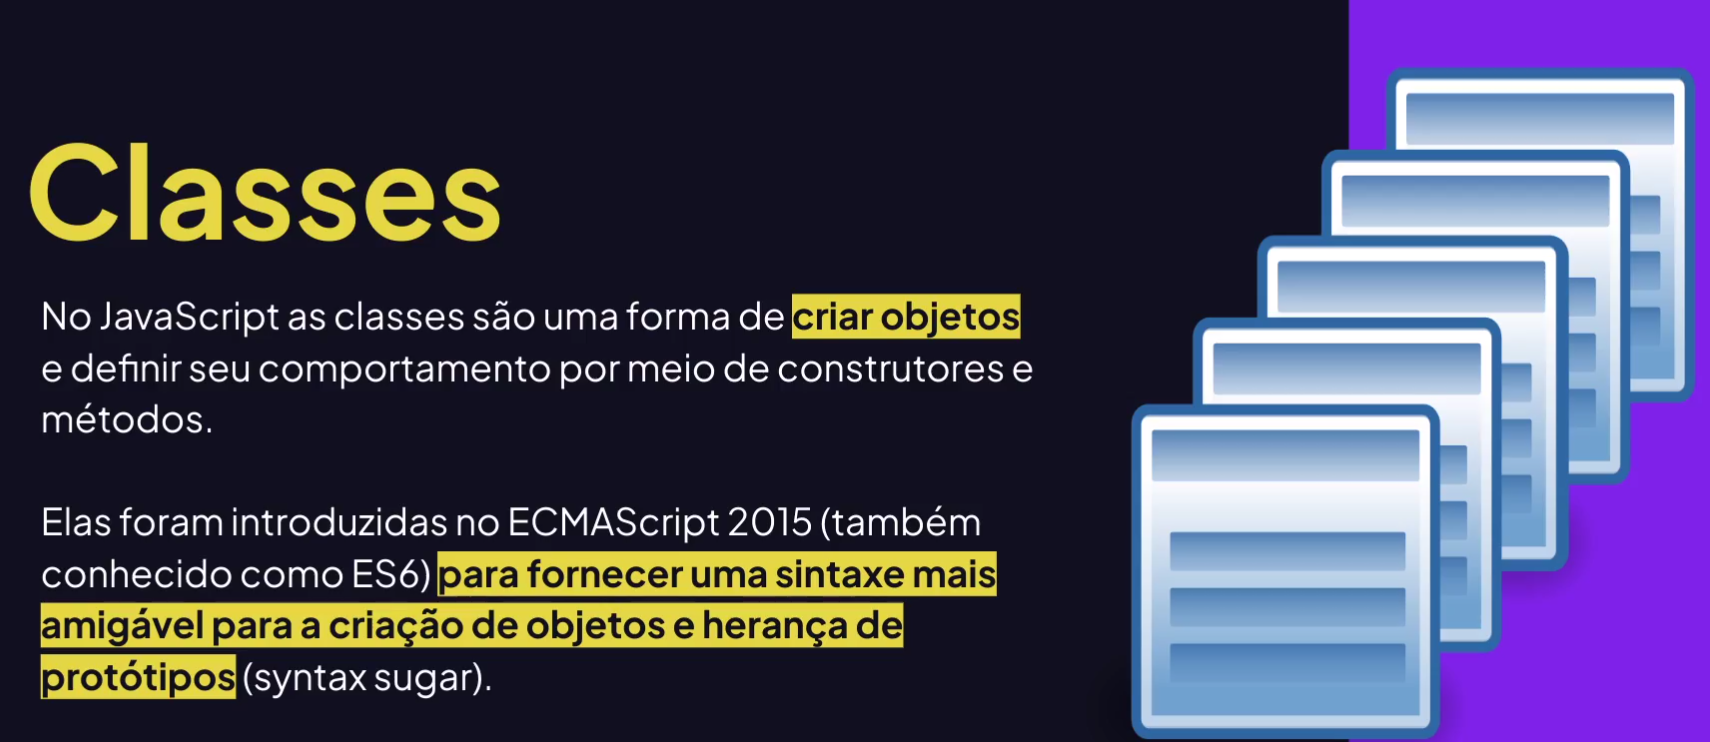 Classes
No JavaScript as classes são uma forma de criar objetos
e definir seu comportamento por meio de construtores e
métodos.
Elas foram introduzidas no ECMAScript 2015 (também
conhecido como ES6) para fornecer uma sintaxe mais
amigável para a criação de objetos e herança de
protótipos (syntax sugar).